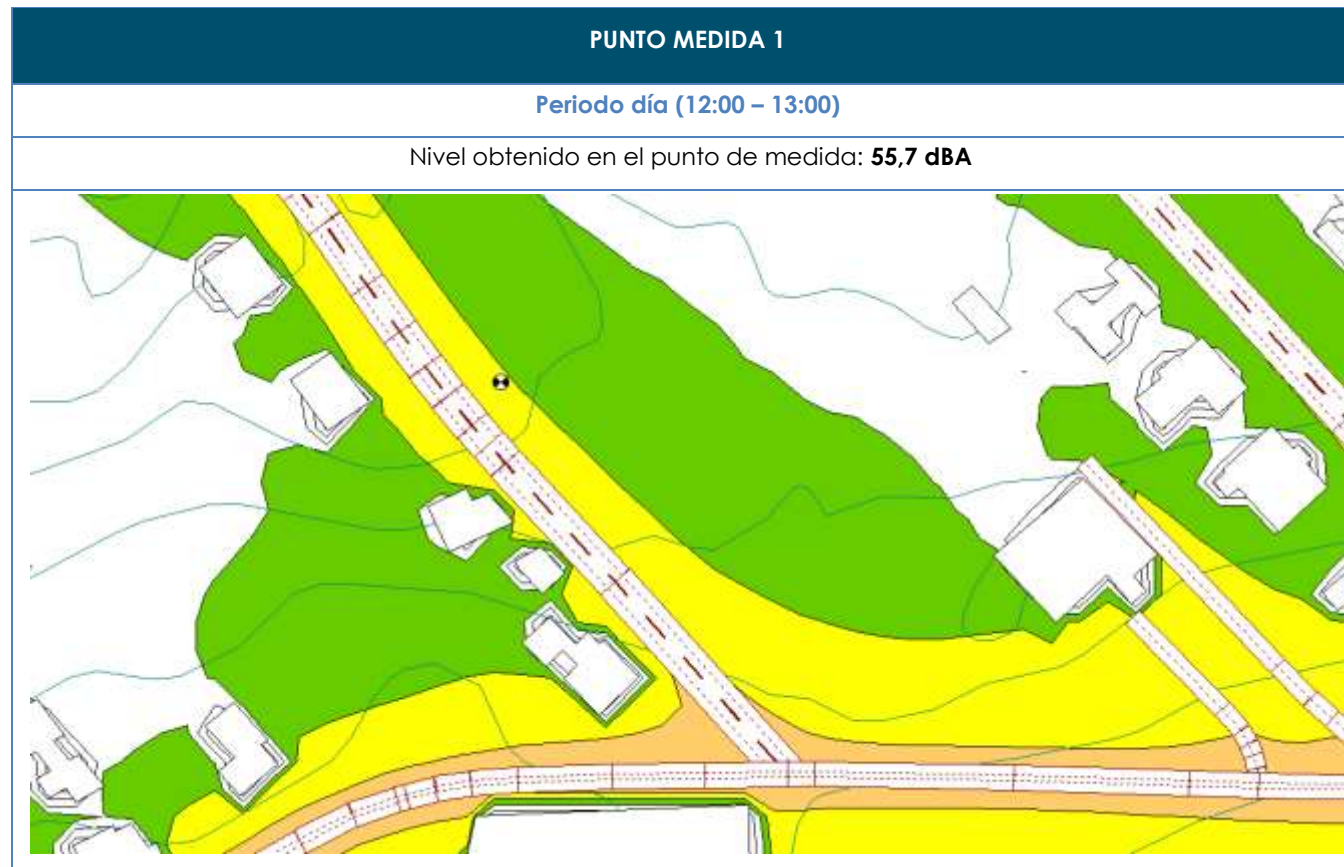 PUNTO MEDIDA 1
Periodo día (12:00 – 13:00)
Nivel obtenido en el punto de medida: 55,7 dBA